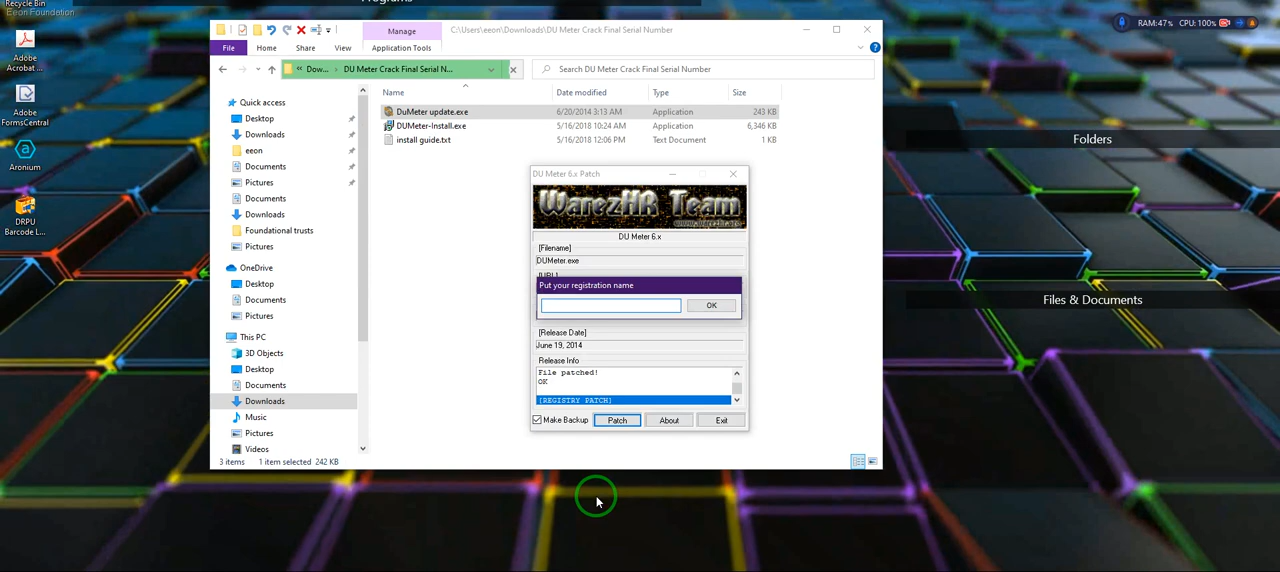 Recycle Bin
Eeon Foundation
Programs
RAM:47% CPU:100%
Manage
C:\Users\eeon\Downloads\DU Meter Crack Final Serial Number
File Home Share View Application Tools
« Dow... › DU Meter Crack Final Serial N...
Search DU Meter Crack Final Serial Number
Adobe
Acrobat ...
Adobe
FormsCentral
Aronium
DRPU
Barcode L...
Quick access
Desktop
Downloads
eeon
Documents
Pictures
Documents
Downloads
Foundational trusts
Pictures
OneDrive
Desktop
Documents
Pictures
This PC
3D Objects
Desktop
Documents
Downloads
Music
Pictures
Videos
Name Date modified Type Size
DuMeter update.exe 6/20/2014 3:13 AM Application 243 KB
DUMeter-Install.exe 5/16/2018 10:24 AM Application 6,346 KB
install guide.txt 5/16/2018 12:06 PM Text Document 1 KB
DU Meter 6.x Patch
WarezHR Team
DU Meter 6.x
[Filename]
DUMeter.exe
Put your registration name
OK
[Release Date]
June 19, 2014
Release Info
File patched!
OK
[REGISTRY PATCH]
Make Backup Patch About Exit
3 items 1 item selected 242 KB
Folders
Files & Documents